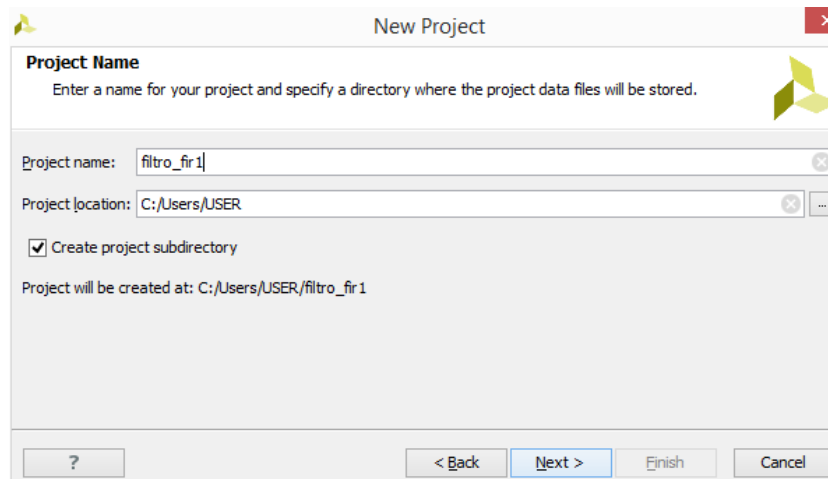 New Project
Project Name
Enter a name for your project and specify a directory where the project data files will be stored.
Project name: filtro_fir1
Project location: C:/Users/USER ...
Create project subdirectory
Project will be created at: C:/Users/USER/filtro_fir1
? < Back Next > Finish Cancel